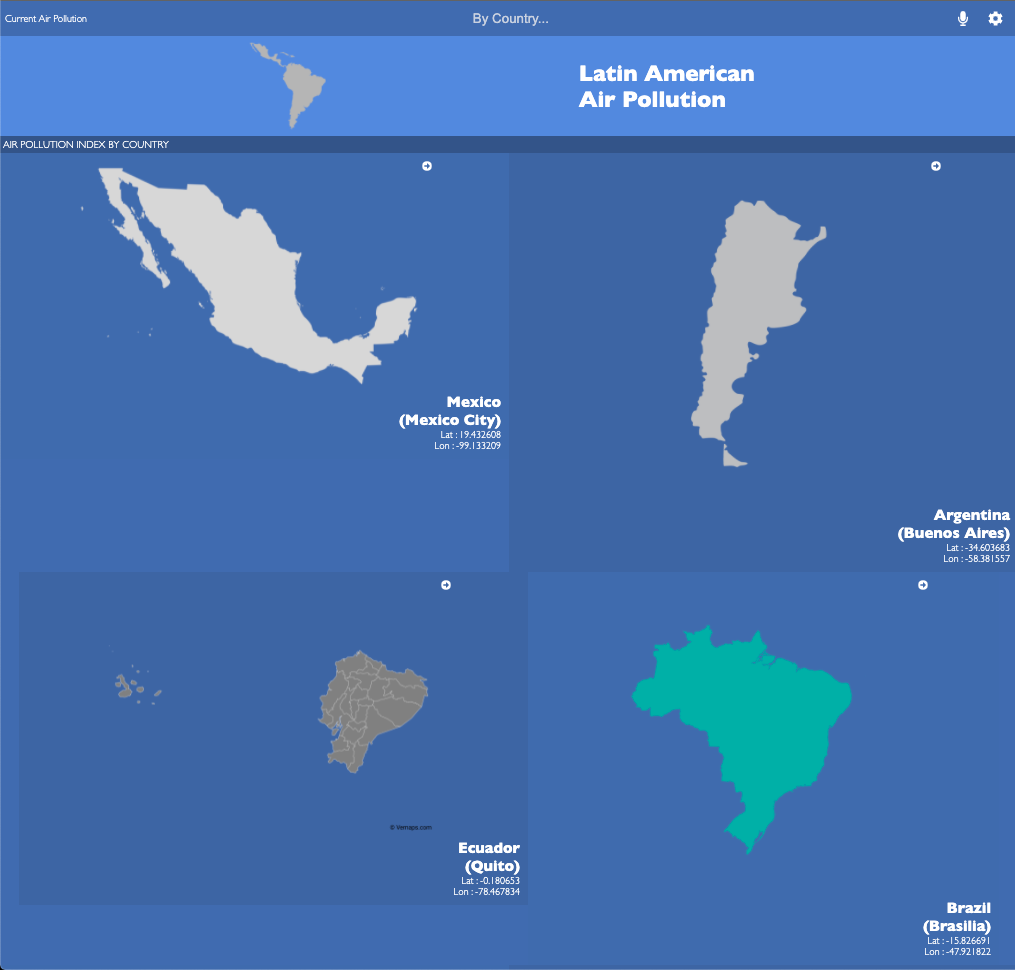 Current Air Pollution
By Country...
Latin American
Air Pollution
AIR POLLUTION INDEX BY COUNTRY
Mexico
(Mexico City)
Lat : 19.432608
Lon : -99.133209
Argentina
(Buenos Aires)
Lat : -34.603683
Lon : -58.381557
© Vemaps.com
Ecuador
(Quito)
Lat : -0.180653
Lon : -78.467834
Brazil
(Brasilia)
Lat : -15.826691
Lon : -47.921822